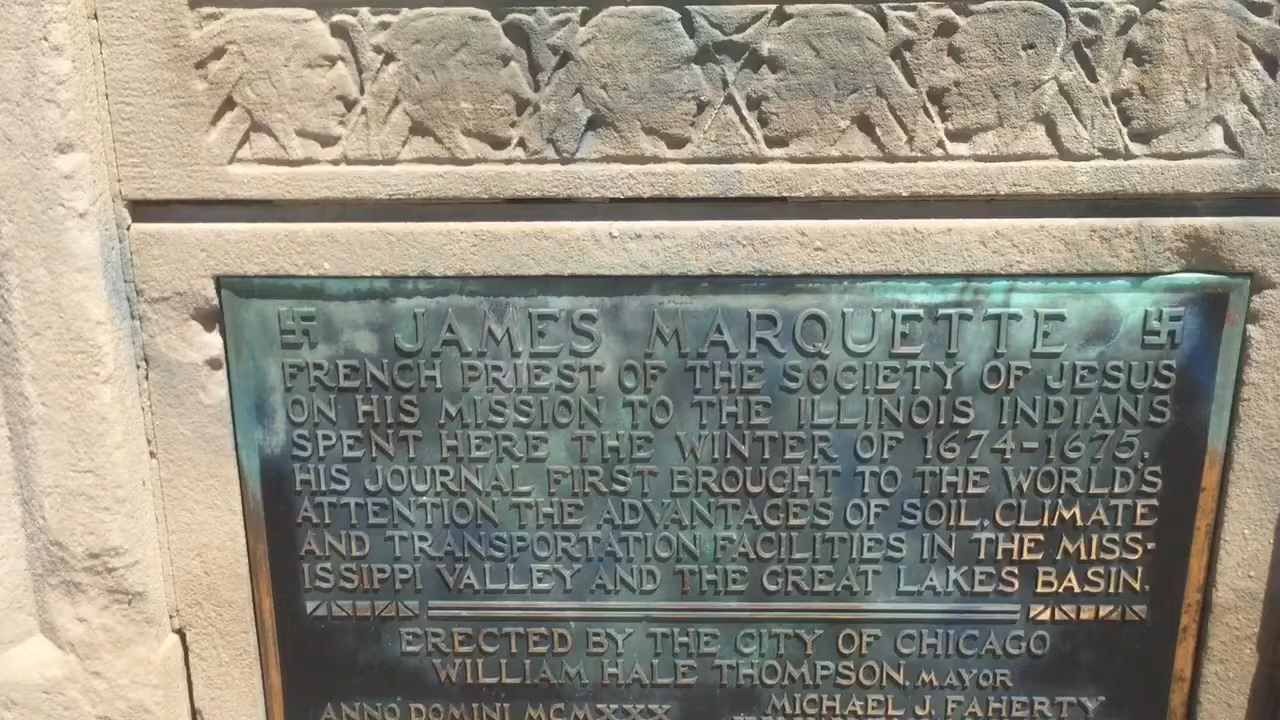 JAMES MARQUETTE
FRENCH PRIEST OF THE SOCIETY OF JESUS
ON HIS MISSION TO THE ILLINOIS INDIANS
SPENT HERE THE WINTER OF 1674-1675.
HIS JOURNAL FIRST BROUGHT TO THE WORLD'S
ATTENTION THE ADVANTAGES OF SOIL, CLIMATE
AND TRANSPORTATION FACILITIES IN THE MISS-
ISSIPPI VALLEY AND THE GREAT LAKES BASIN.
ERECTED BY THE CITY OF CHICAGO
WILLIAM HALE THOMPSON, MAYOR
MICHAEL J. FAHERTY
ANNO DOMINI MCMXXX